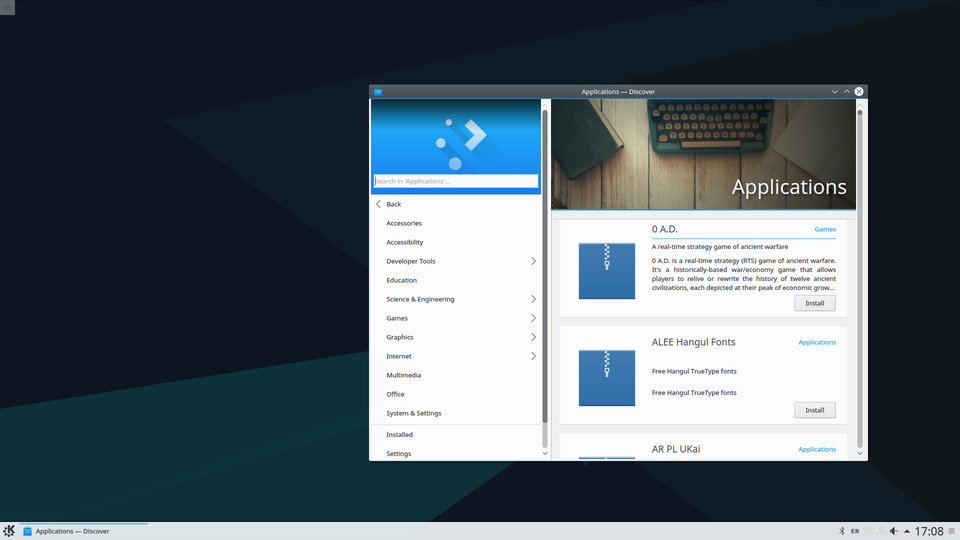 Applications — Discover
Search in 'Applications'...
Back
Accessories
Accessibility
Developer Tools
Education
Science & Engineering
Games
Graphics
Internet
Multimedia
Office
System & Settings
Installed
Settings
Applications
0 A.D.
Games
A real-time strategy game of ancient warfare
0 A.D. is a real-time strategy (RTS) game of ancient warfare.
It's a historically-based war/economy game that allows
players to relive or rewrite the history of twelve ancient
civilizations, each depicted at their peak of economic grow...
Install
ALEE Hangul Fonts
Applications
Free Hangul TrueType fonts
Free Hangul TrueType fonts
Install
AR PL UKai
Applications
Applications — Discover
EN
17:08